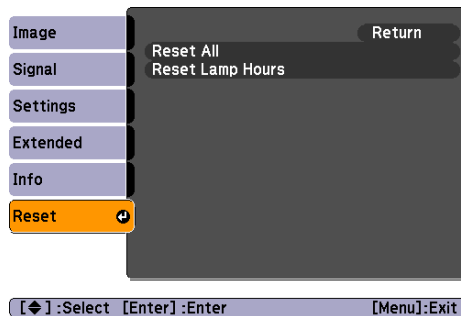 Image
Signal
Settings
Extended
Info
Reset
Return
Reset All
Reset Lamp Hours
[◆]:Select [Enter]:Enter [Menu]:Exit